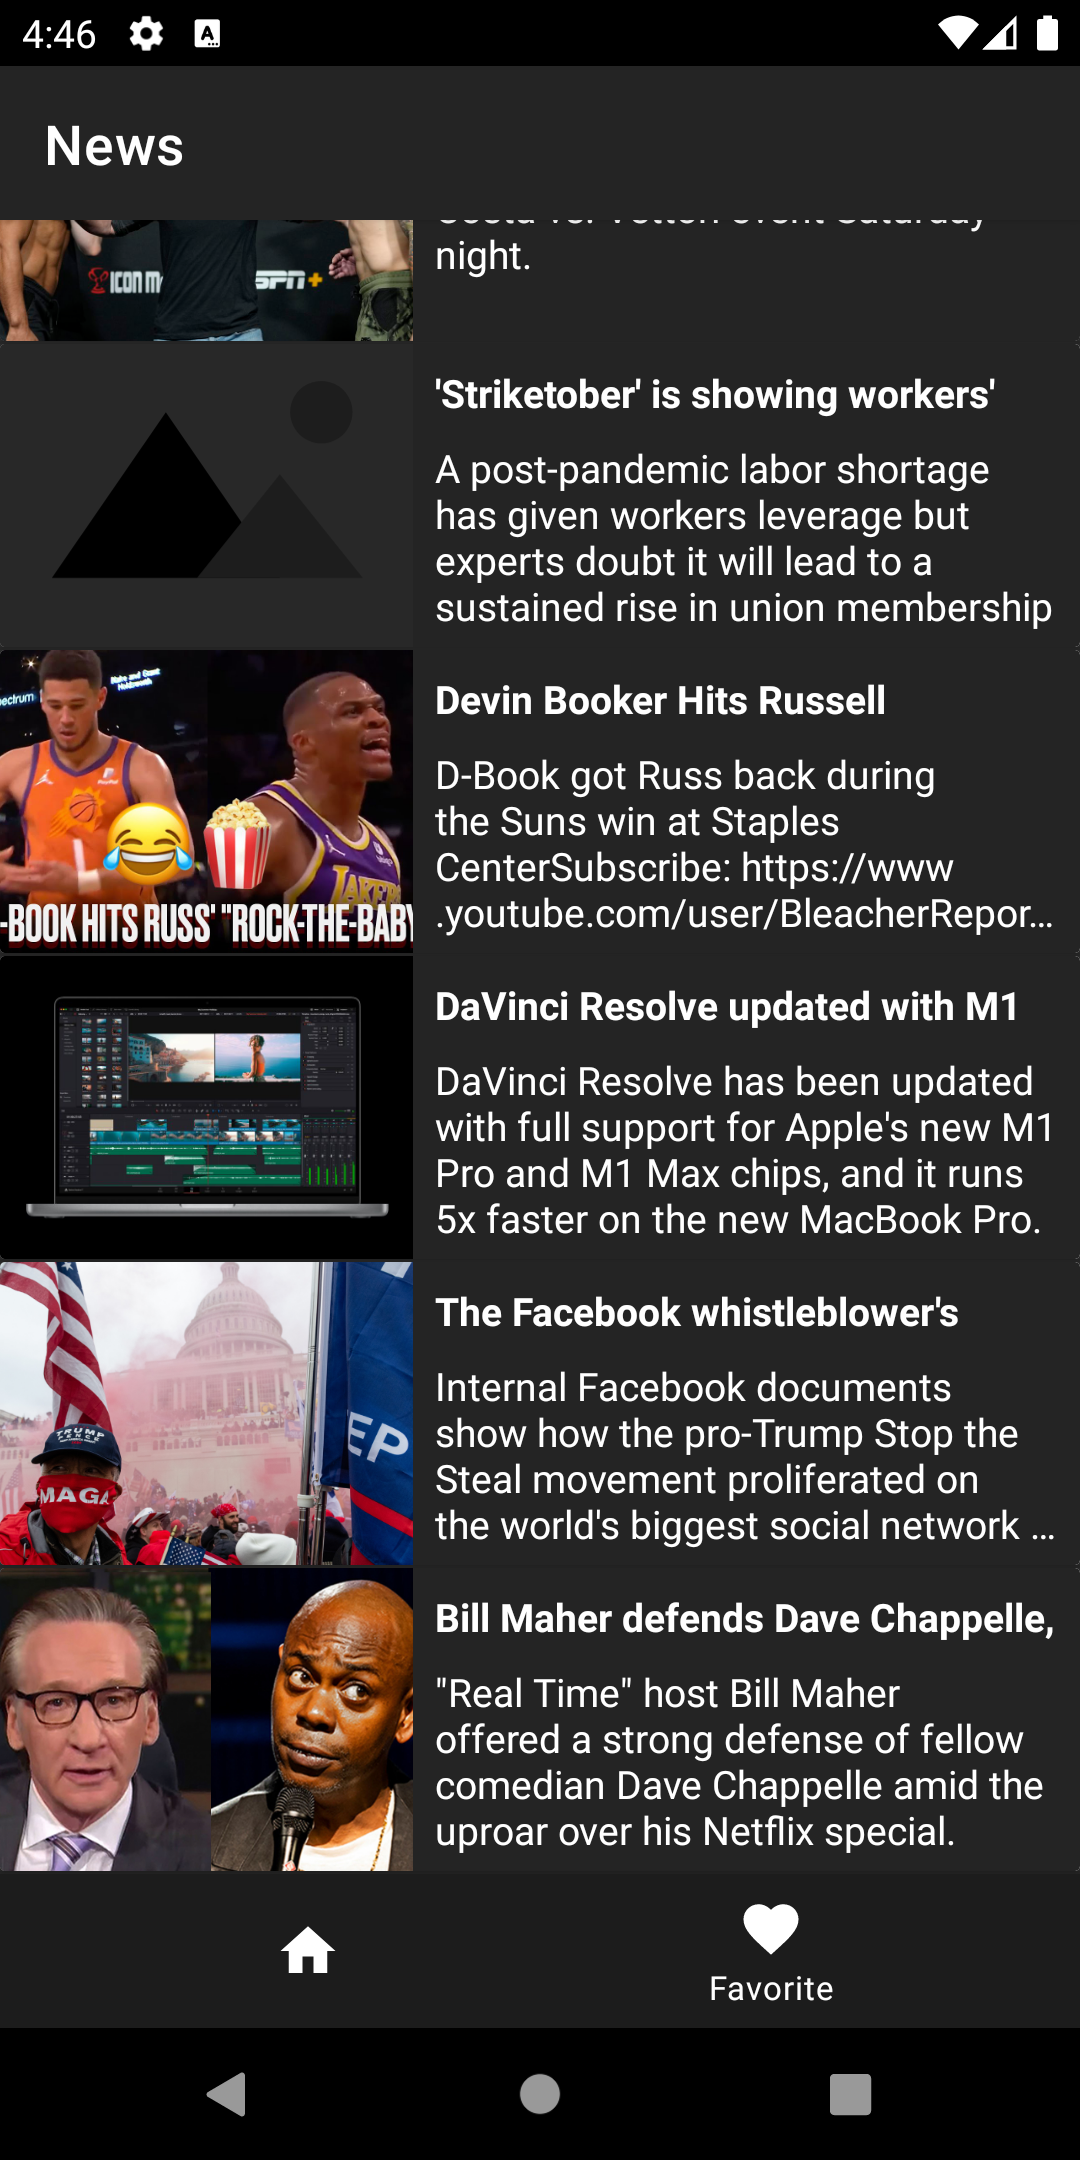 4:46
News
night.
ICON M
ESPN+
'Striketober' is showing workers'
A post-pandemic labor shortage
has given workers leverage but
experts doubt it will lead to a
sustained rise in union membership
-BOOK HITS RUSS' "ROCK-THE-BABY
Devin Booker Hits Russell
D-Book got Russ back during
the Suns win at Staples
CenterSubscribe: https://www
.youtube.com/user/BleacherRepor...
DaVinci Resolve updated with M1
DaVinci Resolve has been updated
with full support for Apple's new M1
Pro and M1 Max chips, and it runs
5x faster on the new MacBook Pro.
TRUMP
PENCE
MAGA
EP
The Facebook whistleblower's
Internal Facebook documents
show how the pro-Trump Stop the
Steal movement proliferated on
the world's biggest social network ...
Bill Maher defends Dave Chappelle,
"Real Time" host Bill Maher
offered a strong defense of fellow
comedian Dave Chappelle amid the
uproar over his Netflix special.
Favorite